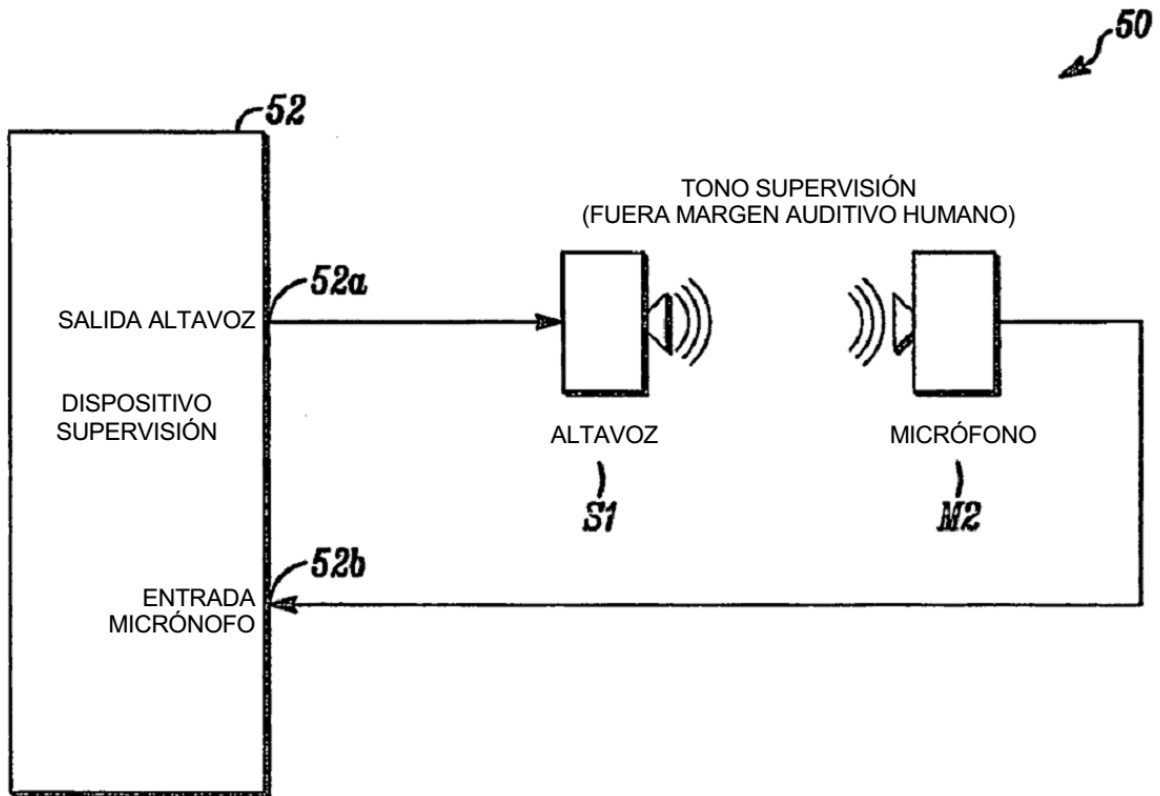 50
52
TONO SUPERVISIÓN
(FUERA MARGEN AUDITIVO HUMANO)
52a
SALIDA ALTAVOZ
DISPOSITIVO
SUPERVISIÓN
ALTAVOZ
MICRÓFONO
S1
M2
52b
ENTRADA
MICRÓNOFO